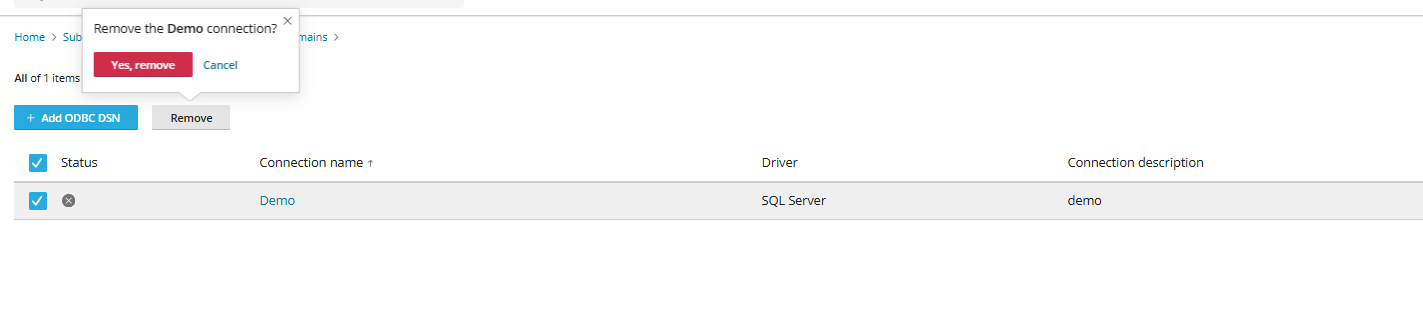 Remove the Demo connection?
Home > Sub
mains >
Yes, remove Cancel
All of 1 items
+ Add ODBC DSN Remove
Status Connection name ↑ Driver Connection description
Demo SQL Server demo